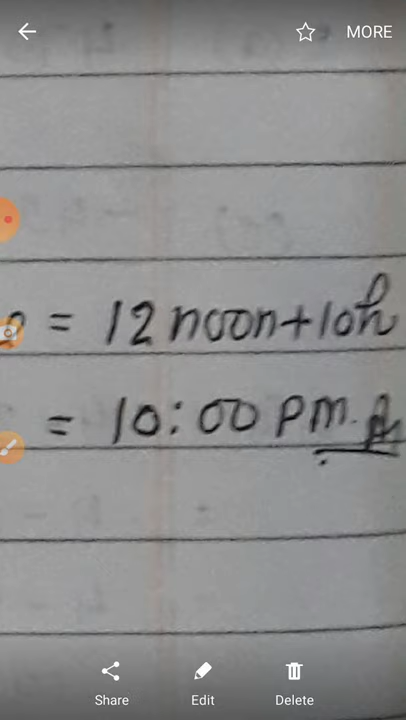 MORE
= 12 noon+10h
= 10:00 pm.
Share Edit Delete